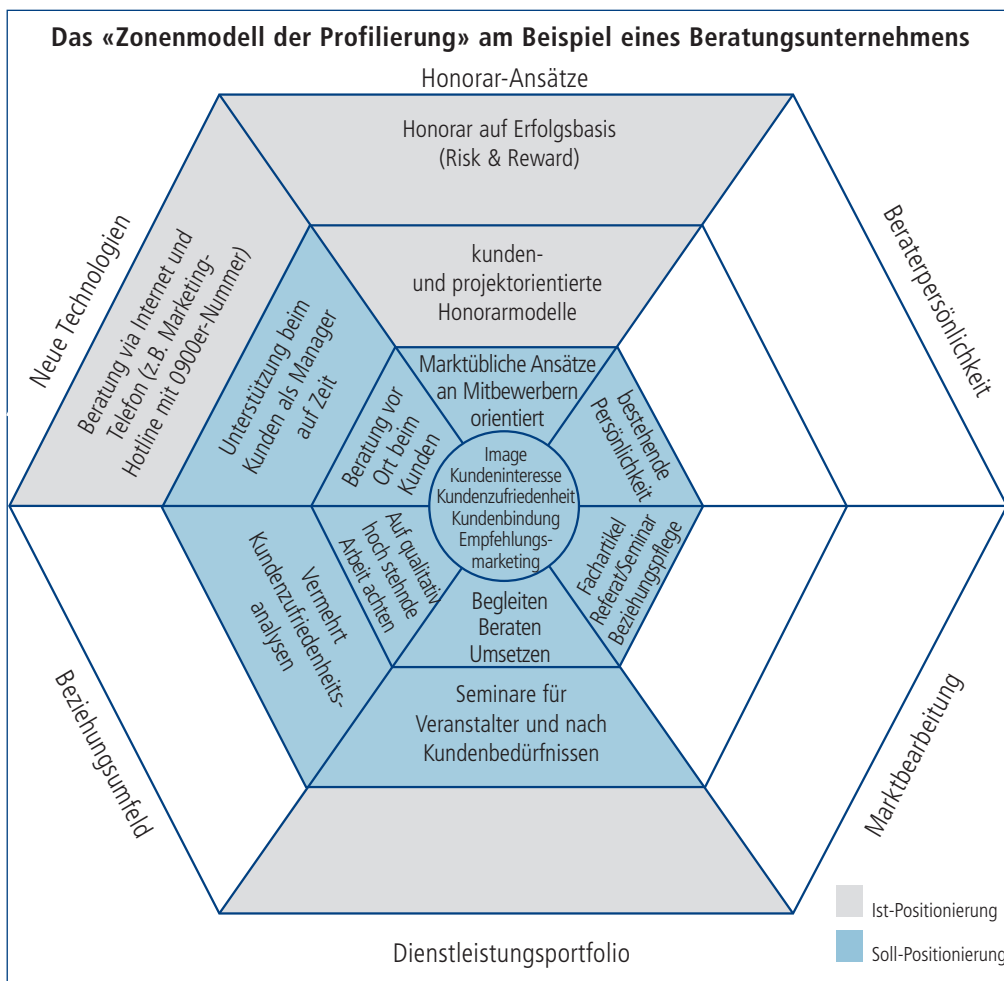 Das «Zonenmodell der Profilierung» am Beispiel eines Beratungsunternehmens
Honorar-Ansätze
Honorar auf Erfolgsbasis
(Risk & Reward)
kunden-
und projektorientierte
Honorarmodelle
Marktübliche Ansätze
an Mitbewerbern
orientiert
Neue Technologien
Beratung via Internet und
Telefon (z.B. Marketing-
Hotline mit 0900er-Nummer)
Unterstützung beim
Kunden als Manager
auf Zeit
Beratung vor
Ort beim
Kunden
Beraterpersönlichkeit
bestehende
Persönlichkeit
Image
Kundeninteresse
Kundenzufriedenheit
Kundenbindung
Empfehlungs-
marketing
Beziehungsumfeld
Vermehrt
Kundenzufriedenheits-
analysen
Auf qualitativ
hoch stehnde
Arbeit achten
Fachartikel
Referat/Seminar
Beziehungspflege
Marktbearbeitung
Begleiten
Beraten
Umsetzen
Seminare für
Veranstalter und nach
Kundenbedürfnissen
Dienstleistungsportfolio
Ist-Positionierung
Soll-Positionierung